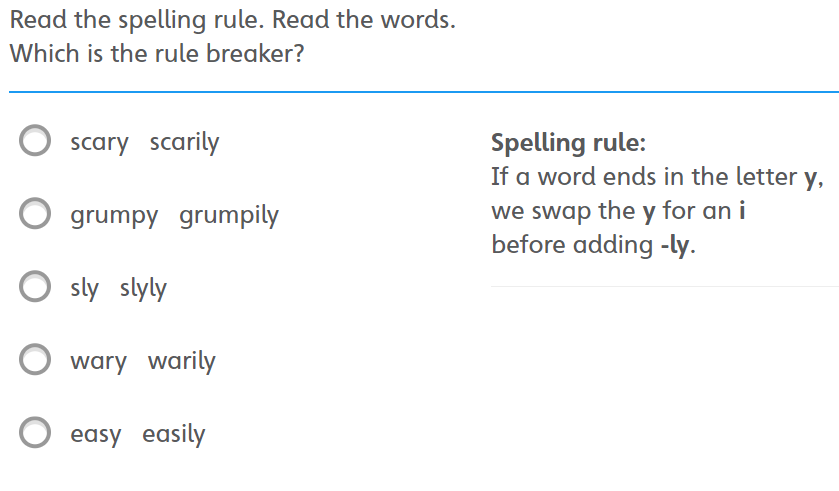 Read the spelling rule. Read the words.
Which is the rule breaker?
scary scarily
grumpy grumpily
sly slyly
wary warily
easy easily
Spelling rule:
If a word ends in the letter y,
we swap the y for an i
before adding -ly.